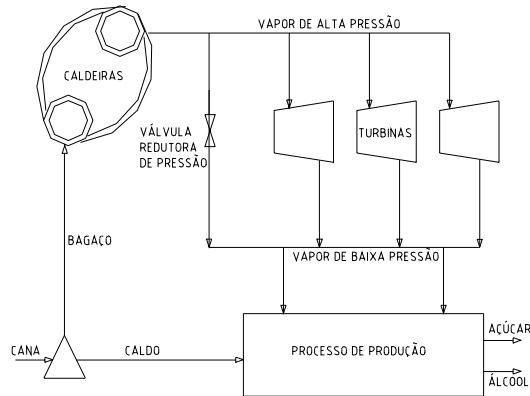 VAPOR DE ALTA PRESSÃO
CALDEIRAS
VÁLVULA
REDUTORA
DE PRESSÃO
TURBINAS
BAGAÇO
VAPOR DE BAIXA PRESSÃO
CANA
CALDO
PROCESSO DE PRODUÇÃO
AÇÚCAR
ÁLCOOL